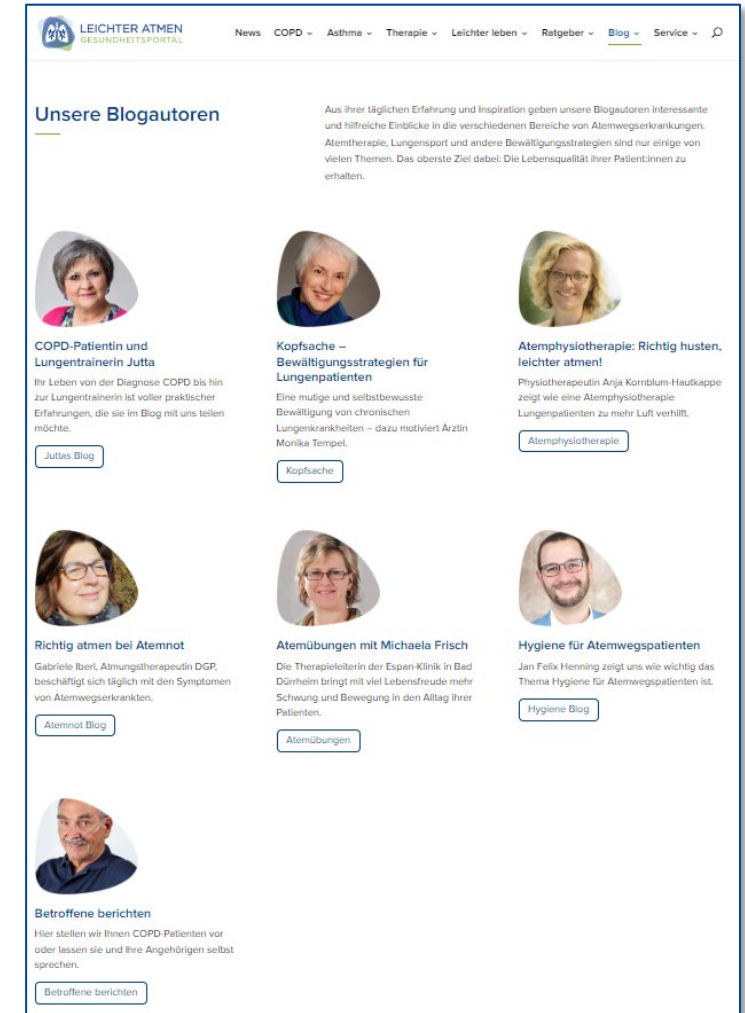 LEICHTER ATMEN
GESUNDHEITSPORTAL
News COPD Asthma Therapie Leichter leben Ratgeber Blog Service
Unsere Blogautoren
Aus ihrer täglichen Erfahrung und Inspiration geben unsere Blogautoren interessante
und hilfreiche Einblicke in die verschiedenen Bereiche von Atemwegserkrankungen.
Atemtherapie, Lungensport und andere Bewältigungsstrategien sind nur einige von
vielen Themen. Das oberste Ziel dabei: Die Lebensqualität ihrer Patient:innen zu
erhalten.
COPD-Patientin und
Lungentrainerin Jutta
Ihr Leben von der Diagnose COPD bis hin
zur Lungentrainerin ist voller praktischer
Erfahrungen, die sie im Blog mit uns teilen
möchte.
Juttas Blog
Kopfsache –
Bewältigungsstrategien für
Lungenpatienten
Eine mutige und selbstbewusste
Bewältigung von chronischen
Lungenkrankheiten – dazu motiviert Ärztin
Monika Tempel.
Kopfsache
Atemphysiotherapie: Richtig husten,
leichter atmen!
Physiotherapeutin Anja Kornblum-Hautkappe
zeigt wie eine Atemphysiotherapie
Lungenpatienten zu mehr Luft verhilft.
Atemphysiotherapie
Richtig atmen bei Atemnot
Gabriele Iberl, Atmungstherapeutin DGP,
beschäftigt sich täglich mit den Symptomen
von Atemwegserkrankten.
Atemnot Blog
Atemübungen mit Michaela Frisch
Die Therapieleiterin der Espan-Klinik in Bad
Dürrheim bringt mit viel Lebensfreude mehr
Schwung und Bewegung in den Alltag ihrer
Patienten.
Atemübungen
Hygiene für Atemwegspatienten
Jan Felix Henning zeigt uns wie wichtig das
Thema Hygiene für Atemwegspatienten ist.
Hygiene Blog
Betroffene berichten
Hier stellen wir Ihnen COPD-Patienten vor
oder lassen sie und Ihre Angehörigen selbst
sprechen.
Betroffene berichten